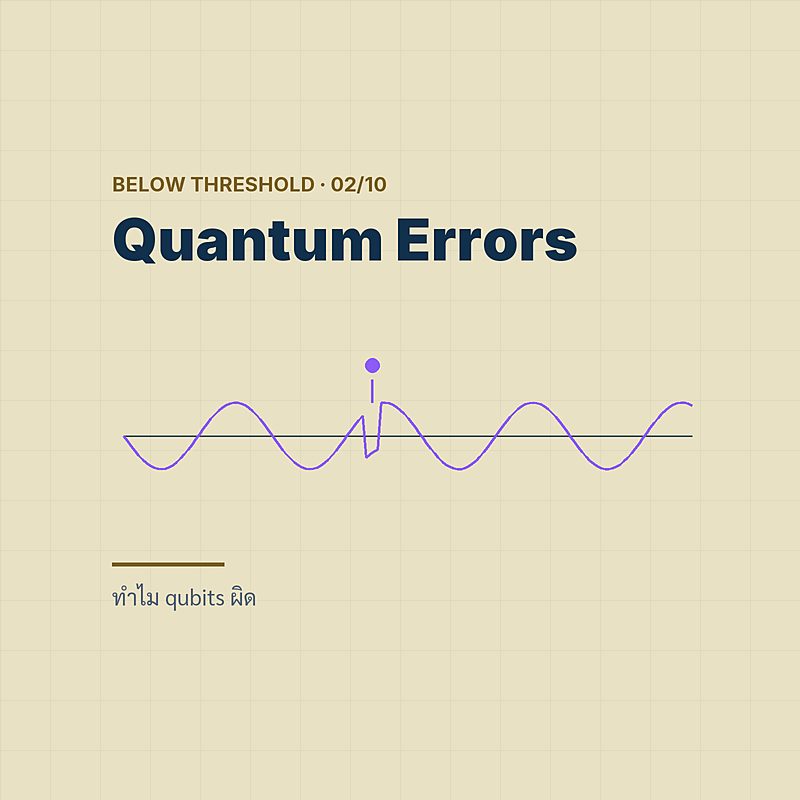 BELOW THRESHOLD · 02/10
Quantum Errors
ทำไม qubits ผิด